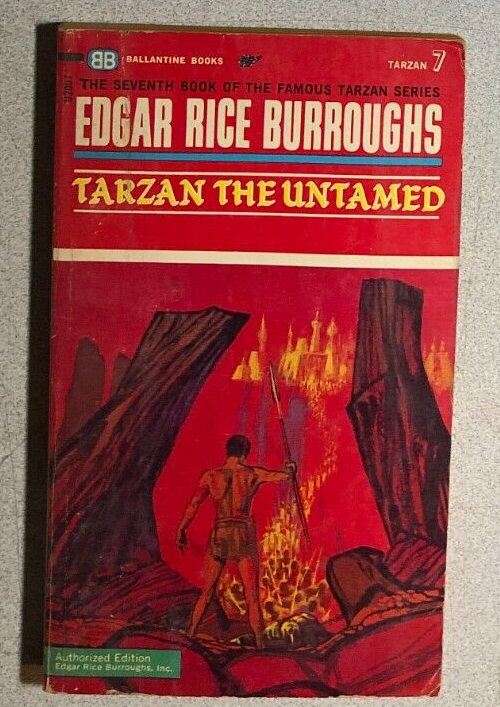 BB BALLANTINE BOOKS
TARZAN 7
U2007
THE SEVENTH BOOK OF THE FAMOUS TARZAN SERIES
EDGAR RICE BURROUGHS
TARZAN THE UNTAMED
Authorized Edition
Edgar Rice Burroughs, Inc.